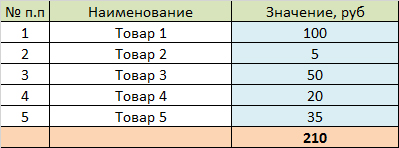 № п.п Наименование Значение, руб
1 Товар 1 100
2 Товар 2 5
3 Товар 3 50
4 Товар 4 20
5 Товар 5 35
210